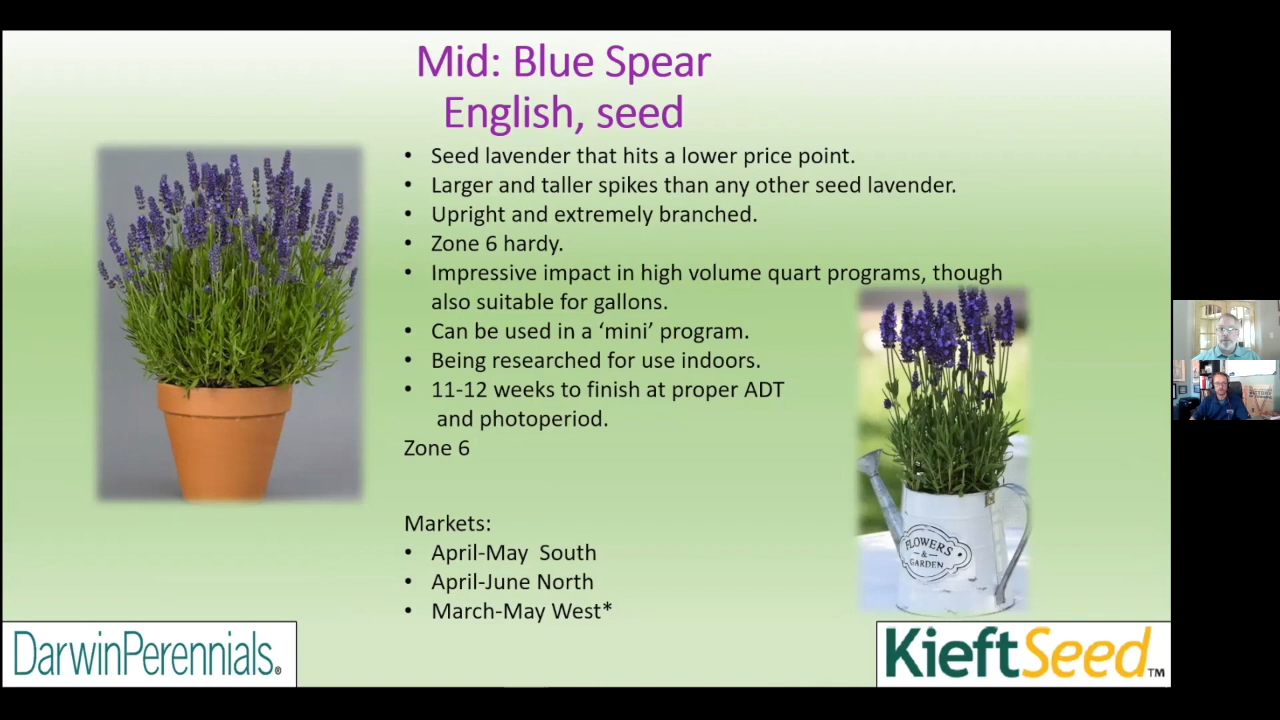 Mid: Blue Spear
English, seed
• Seed lavender that hits a lower price point.
• Larger and taller spikes than any other seed lavender.
• Upright and extremely branched.
• Zone 6 hardy.
• Impressive impact in high volume quart programs, though
also suitable for gallons.
• Can be used in a ‘mini’ program.
• Being researched for use indoors.
• 11-12 weeks to finish at proper ADT
and photoperiod.
Zone 6
FLOWERS
&
GARDEN
Markets:
• April-May  South
• April-June North
• March-May West*
DarwinPerennials®
KieftSeed™